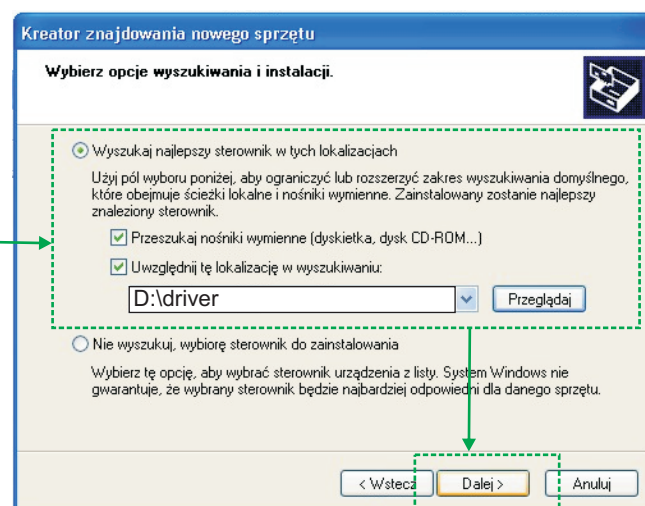 Kreator znajdowania nowego sprzętu
Wybierz opcje wyszukiwania i instalacji.
Wyszukaj najlepszy sterownik w tych lokalizacjach
Użyj pól wyboru poniżej, aby ograniczyć lub rozszerzyć zakres wyszukiwania domyślnego,
które obejmuje ścieżki lokalne i nośniki wymienne. Zainstalowany zostanie najlepszy
znaleziony sterownik.
Przeszukaj nośniki wymienne (dyskietka, dysk CD-ROM...)
Uwzględnij tę lokalizację w wyszukiwaniu:
D:\driver Przeglądaj
Nie wyszukuj, wybiorę sterownik do zainstalowania
Wybierz tę opcję, aby wybrać sterownik urządzenia z listy. System Windows nie
gwarantuje, że wybrany sterownik będzie najbardziej odpowiedni dla danego sprzętu.
< Wstecz Dalej > Anuluj